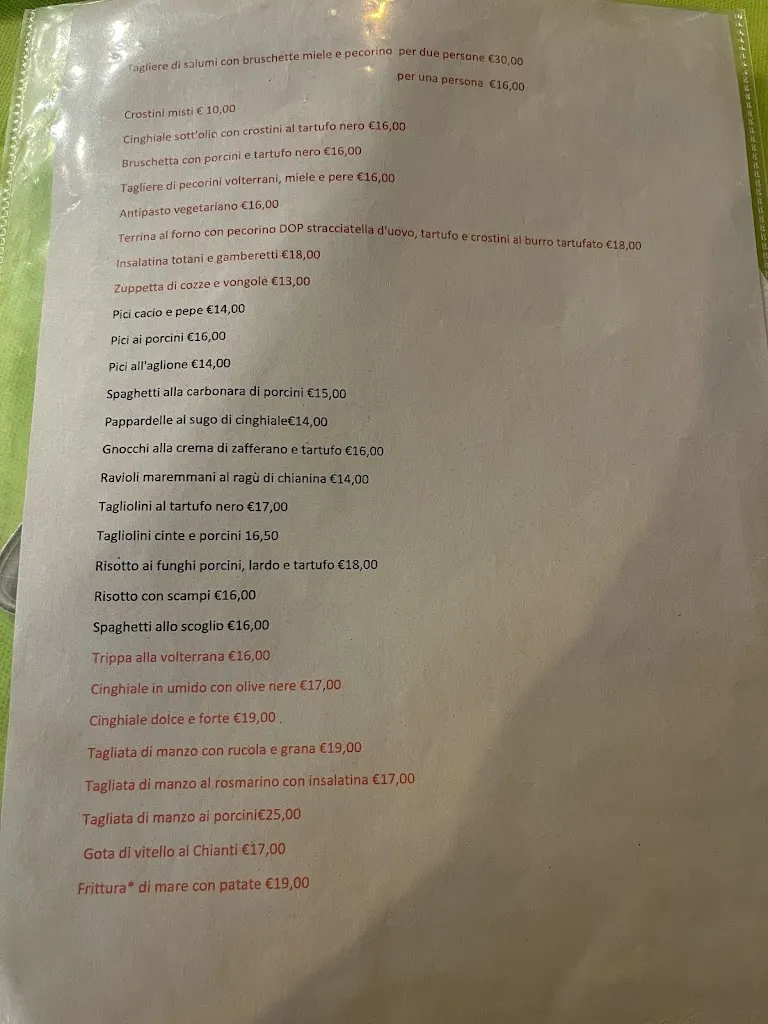 Tagliere di salumi con bruschette miele e pecorino per due persone €30,00
per una persona €16,00
Crostini misti € 10,00
Cinghiale sott'olio con crostini al tartufo nero €16,00
Bruschetta con porcini e tartufo nero €16,00
Tagliere di pecorini volterrani, miele e pere €16,00
Antipasto vegetariano €16,00
Terrina al forno con pecorino DOP stracciatella d'uovo, tartufo e crostini al burro tartufato €18,00
Insalatina totani e gamberetti €18,00
Zuppetta di cozze e vongole €13,00
Pici cacio e pepe €14,00
Pici ai porcini €16,00
Pici all'aglione €14,00
Spaghetti alla carbonara di porcini €15,00
Pappardelle al sugo di cinghiale€14,00
Gnocchi alla crema di zafferano e tartufo €16,00
Ravioli maremmani al ragù di chianina €14,00
Tagliolini al tartufo nero €17,00
Tagliolini cinte e porcini 16,50
Risotto ai funghi porcini, lardo e tartufo €18,00
Risotto con scampi €16,00
Spaghetti allo scoglio €16,00
Trippa alla volterrana €16,00
Cinghiale in umido con olive nere €17,00
Cinghiale dolce e forte €19,00 .
Tagliata di manzo con rucola e grana €19,00
Tagliata di manzo al rosmarino con insalatina €17,00
Tagliata di manzo ai porcini€25,00
Gota di vitello al Chianti €17,00
Frittura* di mare con patate €19,00